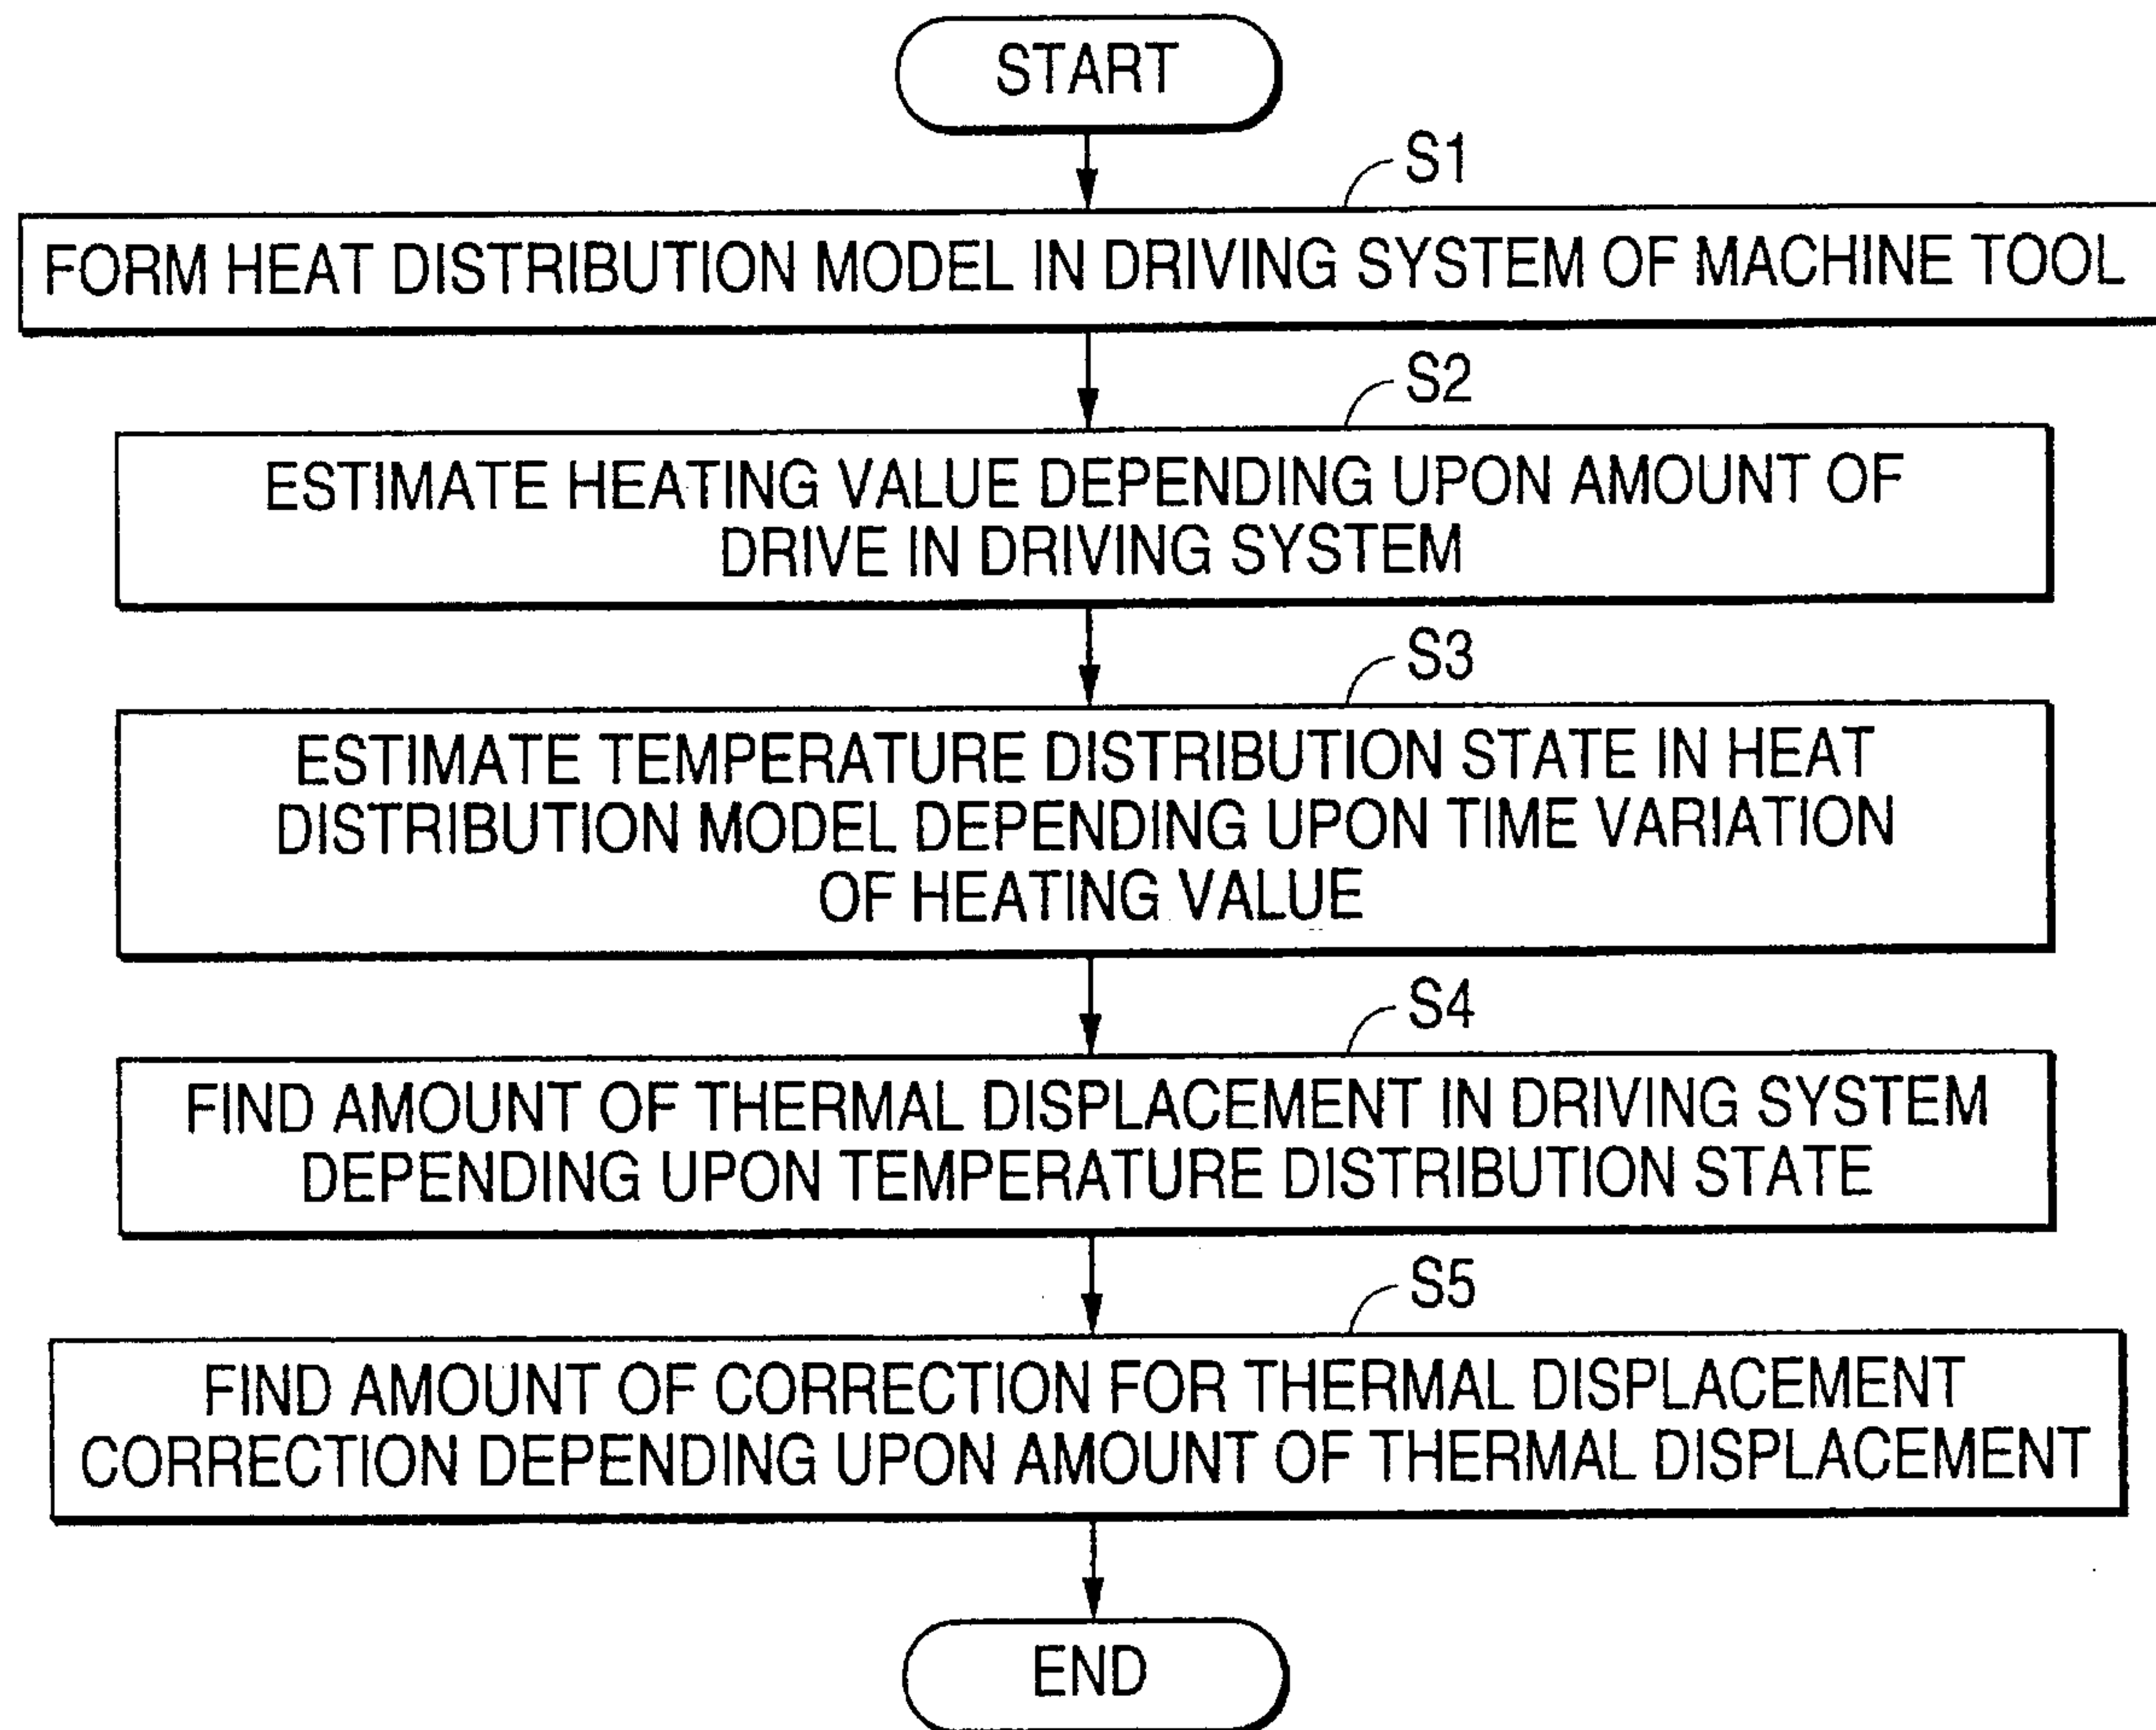 START
S1
FORM HEAT DISTRIBUTION MODEL IN DRIVING SYSTEM OF MACHINE TOOL
S2
ESTIMATE HEATING VALUE DEPENDING UPON AMOUNT OF
DRIVE IN DRIVING SYSTEM
S3
ESTIMATE TEMPERATURE DISTRIBUTION STATE IN HEAT
DISTRIBUTION MODEL DEPENDING UPON TIME VARIATION
OF HEATING VALUE
S4
FIND AMOUNT OF THERMAL DISPLACEMENT IN DRIVING SYSTEM
DEPENDING UPON TEMPERATURE DISTRIBUTION STATE
S5
FIND AMOUNT OF CORRECTION FOR THERMAL DISPLACEMENT
CORRECTION DEPENDING UPON AMOUNT OF THERMAL DISPLACEMENT
END